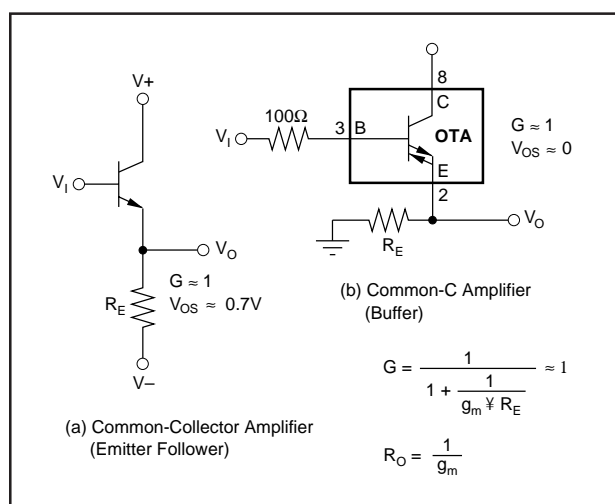 V+
V_I
V_O
R_E
G ≈ 1
V_OS ≈ 0.7V
V–
(a) Common-Collector Amplifier
(Emitter Follower)
8
C
100Ω
V_I
3
B
OTA
E
2
G ≈ 1
V_OS ≈ 0
R_E
V_O
(b) Common-C Amplifier
(Buffer)
G = 1 / (1 + 1 / (g_m ¥ R_E)) ≈ 1
R_O = 1 / g_m